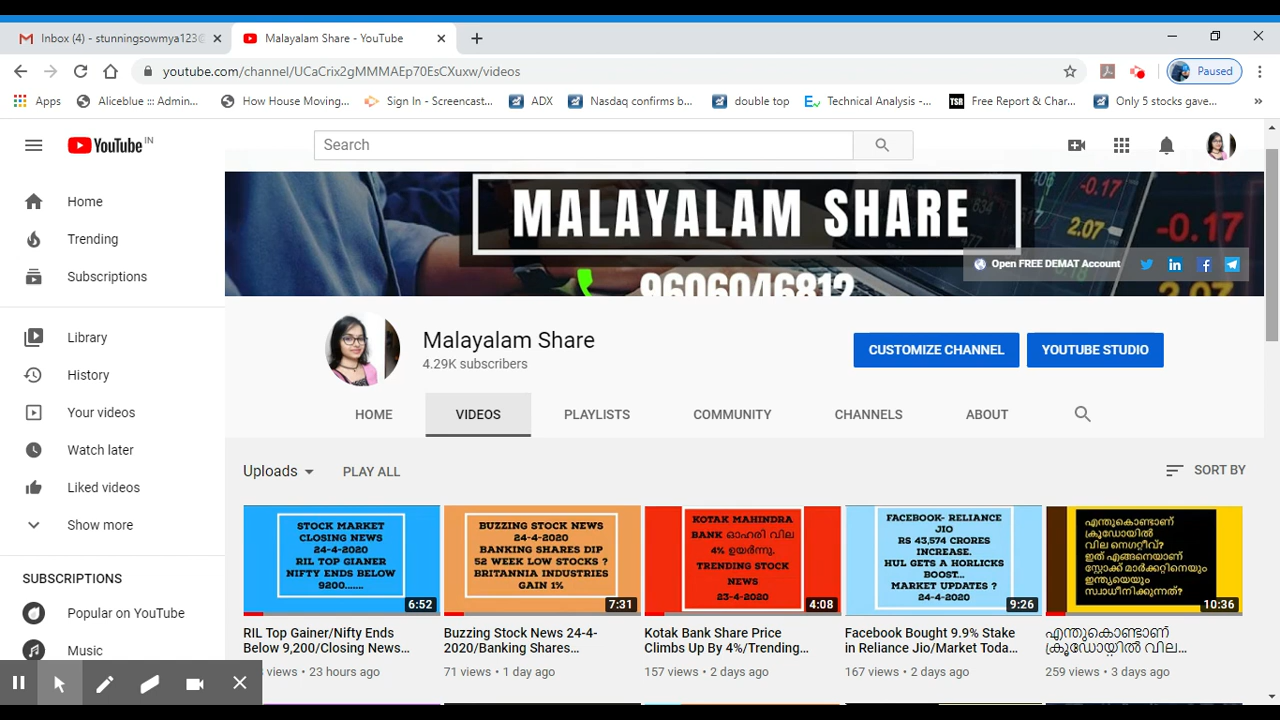 Inbox (4) - stunningsowmya123@
Malayalam Share - YouTube
youtube.com/channel/UCaCrix2gMMMAEp70ESCXuxw/videos
Paused
Apps
Aliceblue ::: Admin...
How House Moving...
Sign In - Screencast...
ADX
Nasdaq confirms b...
double top
Technical Analysis -...
TSR
Free Report & Char...
Only 5 stocks gave...
YouTube IN
Search
Home
Trending
Subscriptions
Library
History
Your videos
Watch later
Liked videos
Show more
SUBSCRIPTIONS
Popular on YouTube
Music
MALAYALAM SHARE
9606046812
-0.17
2.07
-0.17
2.07
Open FREE DEMAT Account
Malayalam Share
4.29K subscribers
CUSTOMIZE CHANNEL
YOUTUBE STUDIO
HOME
VIDEOS
PLAYLISTS
COMMUNITY
CHANNELS
ABOUT
Uploads
PLAY ALL
SORT BY
STOCK MARKET
CLOSING NEWS
24-4-2020
RIL TOP GIANER
NIFTY ENDS BELOW
9200.......
6:52
RIL Top Gainer/Nifty Ends
Below 9,200/Closing News...
views • 23 hours ago
BUZZING STOCK NEWS
24-4-2020
BANKING SHARES DIP
52 WEEK LOW STOCKS ?
BRITANNIA INDUSTRIES
GAIN 1%
7:31
Buzzing Stock News 24-4-
2020/Banking Shares...
71 views • 1 day ago
KOTAK MAHINDRA
BANK ഓഹരി വില
4% ഉയർന്നു.
TRENDING STOCK
NEWS
23-4-2020
4:08
Kotak Bank Share Price
Climbs Up By 4%/Trending...
157 views • 2 days ago
FACEBOOK- RELIANCE
JIO
RS 43,574 CRORES
INCREASE.
HUL GETS A HORLICKS
BOOST...
MARKET UPDATES ?
24-4-2020
9:26
Facebook Bought 9.9% Stake
in Reliance Jio/Market Toda...
167 views • 2 days ago
എന്തുകൊണ്ടാണ്
ക്രൂഡോയിൽ
വില നെഗറ്റീവ്?
ഇത് എങ്ങനെയാണ്
സ്റ്റോക്ക് മാർക്കറ്റിനെയും
ഇന്ത്യയെയും
സ്വാധീനിക്കുന്നത്?
10:36
എന്തുകൊണ്ടാണ്
ക്രൂഡോയിൽ വില...
259 views • 3 days ago